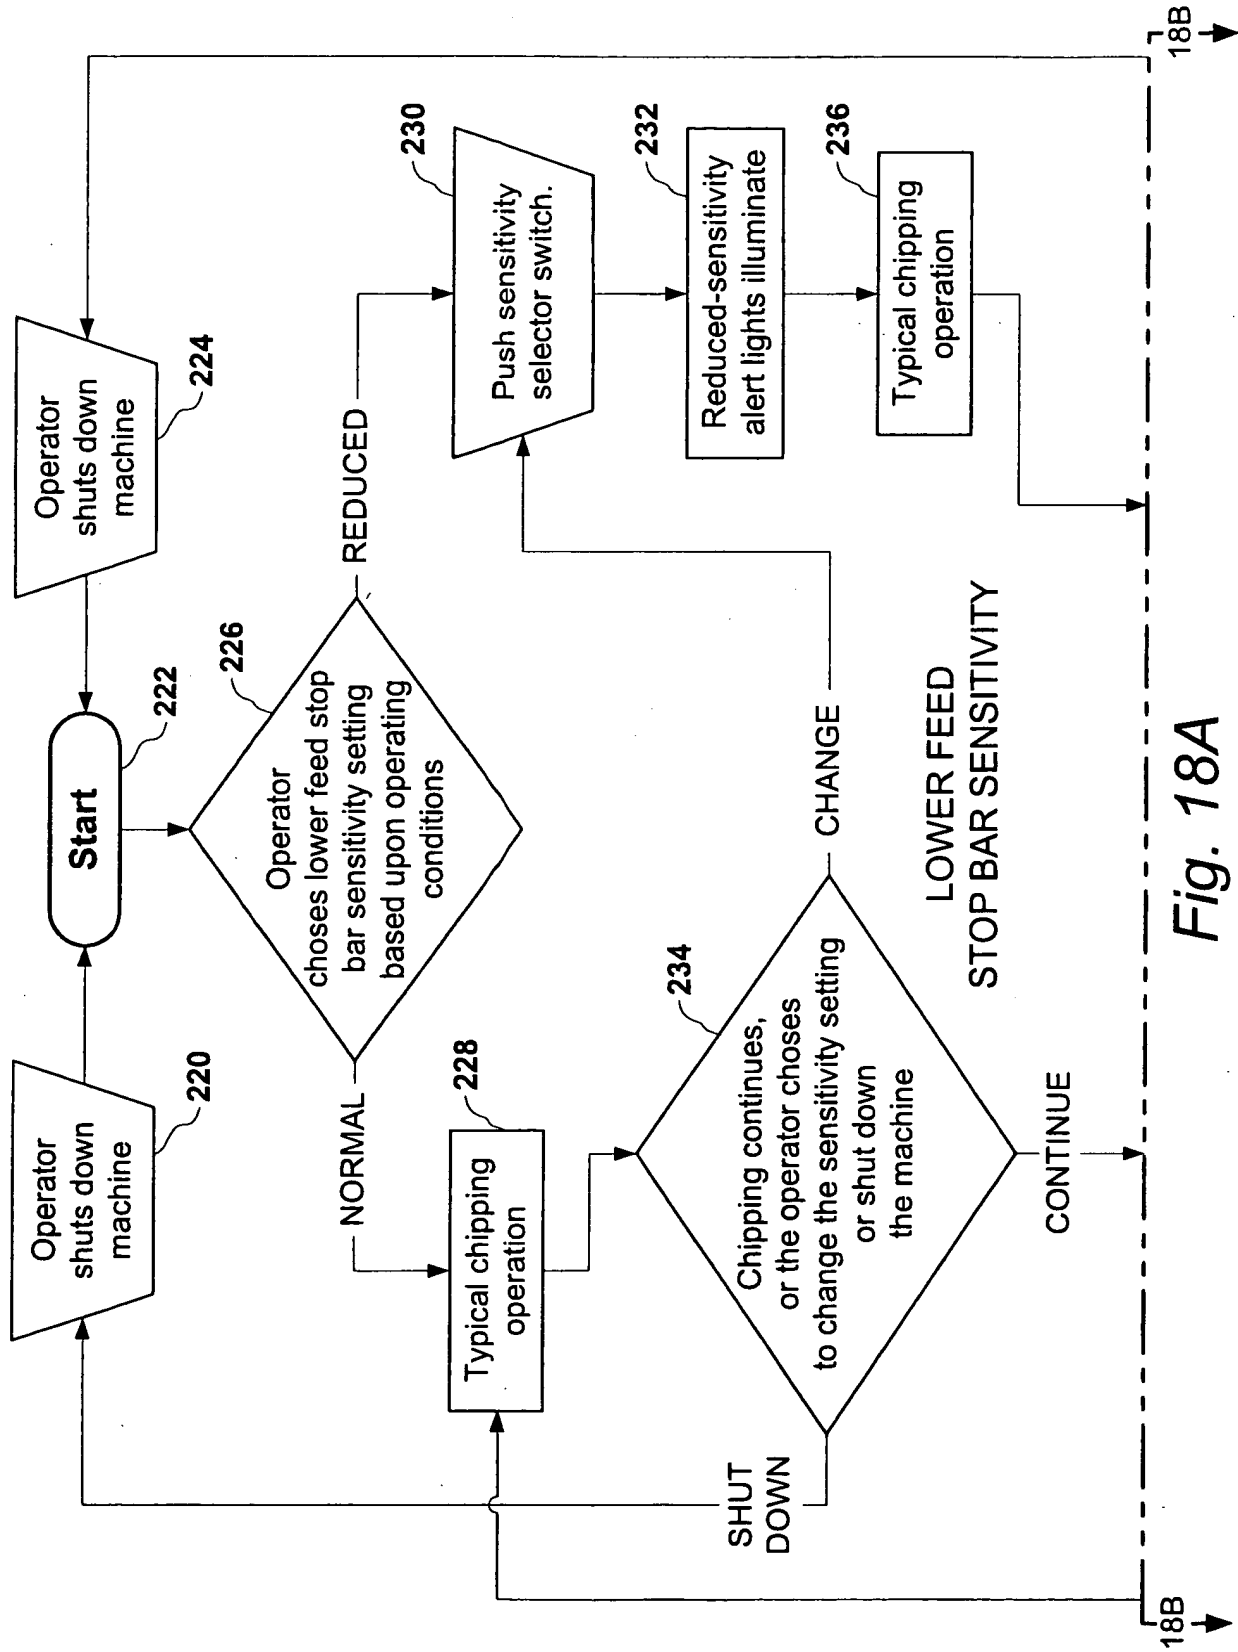 Operator
shuts down
machine
220
Start
222
Operator
shuts down
machine
224
Operator
choses lower feed stop
bar sensitivity setting
based upon operating
conditions
226
NORMAL
REDUCED
Typical chipping
operation
228
Push sensitivity
selector switch.
230
Reduced-sensitivity
alert lights illuminate
232
Chipping continues,
or the operator choses
to change the sensitivity setting
or shut down
the machine
234
Typical chipping
operation
236
SHUT
DOWN
CHANGE
CONTINUE
LOWER FEED
STOP BAR SENSITIVITY
18B
18B
Fig. 18A